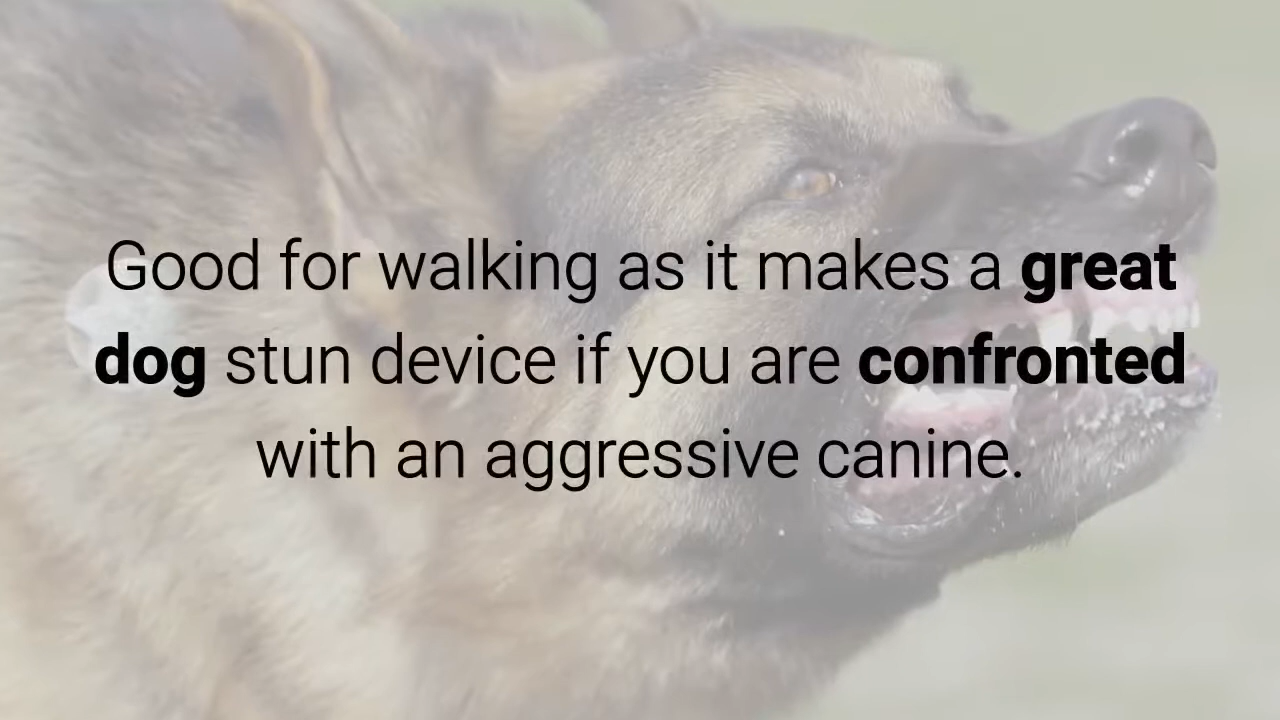 Good for walking as it makes a great
dog stun device if you are confronted
with an aggressive canine.